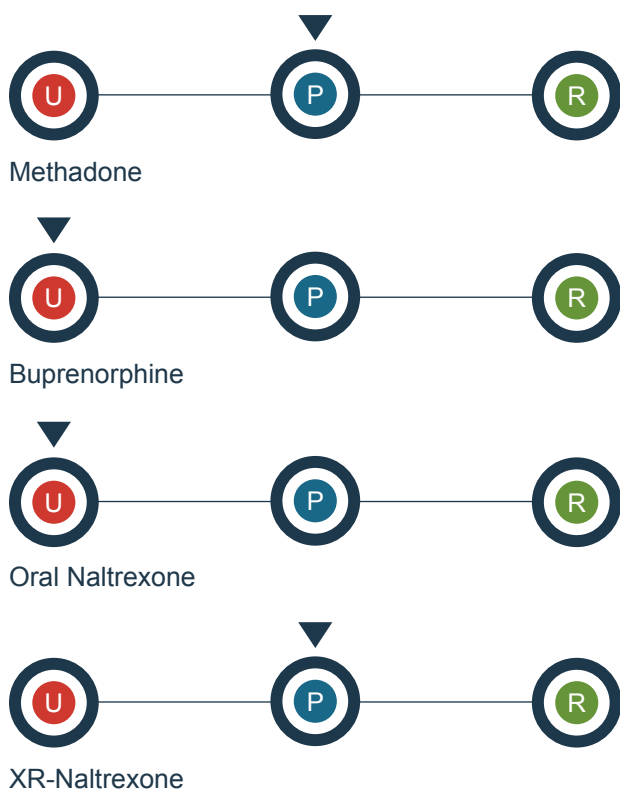 U P R
Methadone
U P R
Buprenorphine
U P R
Oral Naltrexone
U P R
XR-Naltrexone